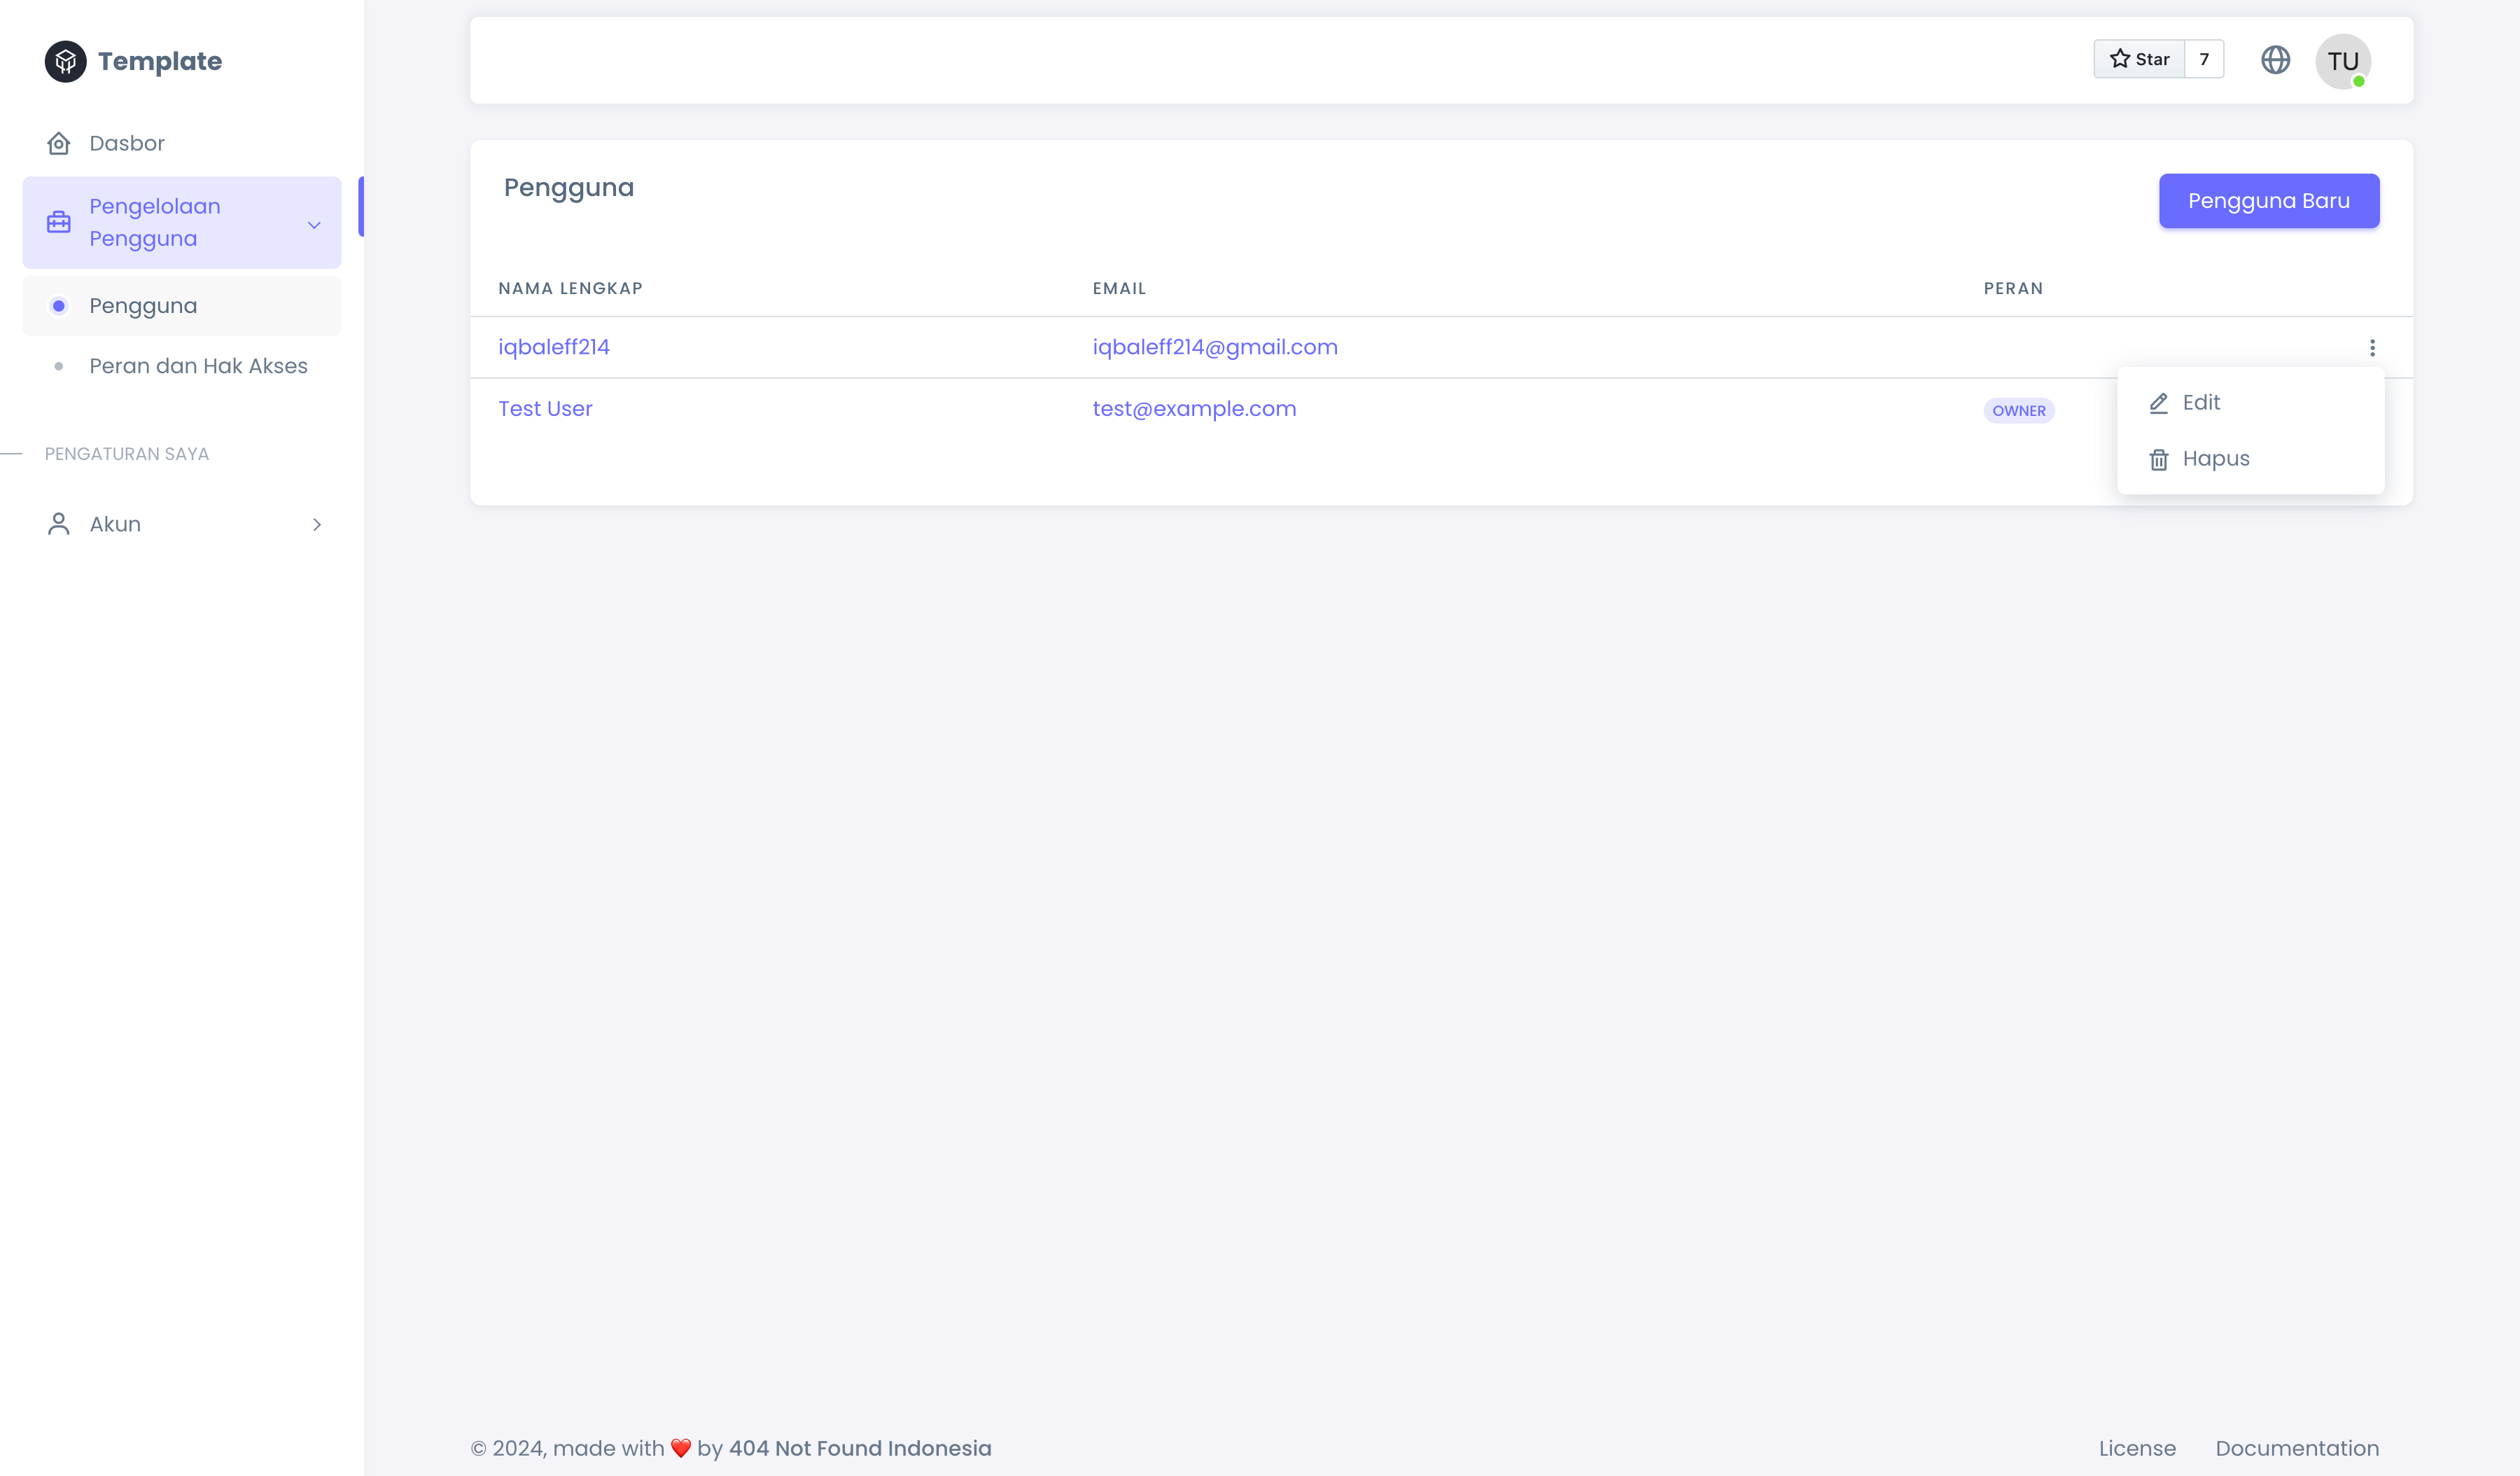 Template
Dasbor
Pengelolaan
Pengguna
Pengguna
Peran dan Hak Akses
PENGATURAN SAYA
Akun
Star 7
TU
Pengguna
Pengguna Baru
NAMA LENGKAP EMAIL PERAN
iqbaleff214 iqbaleff214@gmail.com
Test User test@example.com OWNER
Edit
Hapus
© 2024, made with ❤️ by 404 Not Found Indonesia
License Documentation